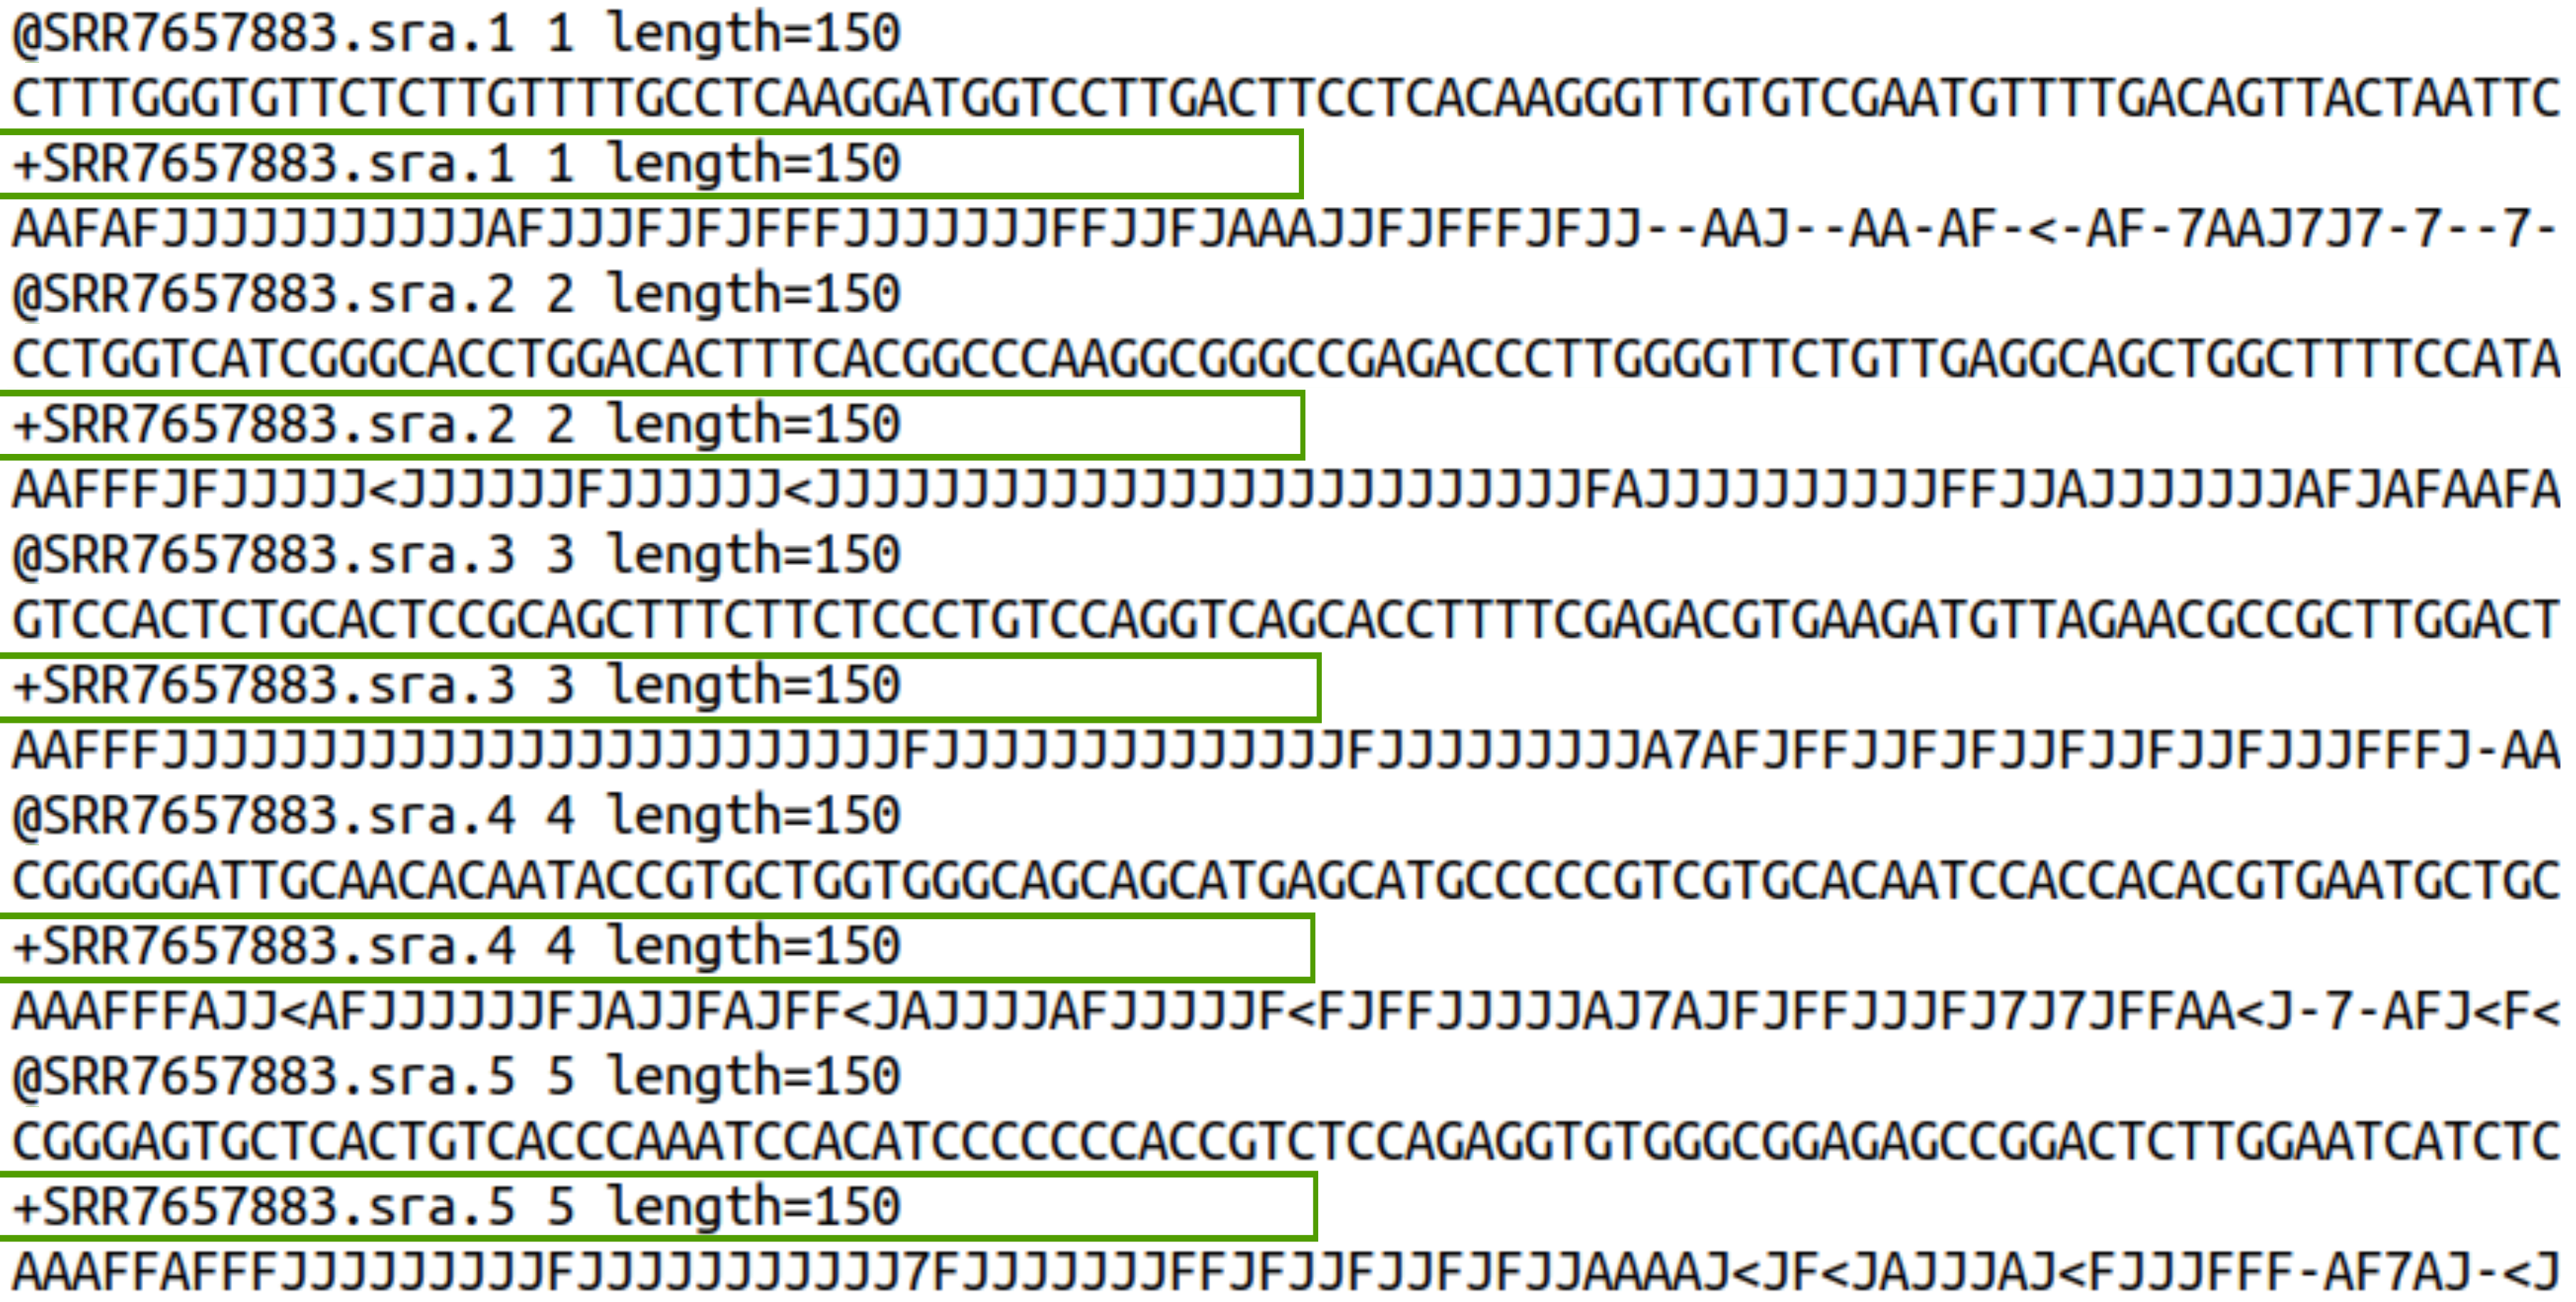 @SRR7657883.sra.1 1 length=150
CTTTGGGTGTTCTCTTGTTTTGCCTCAAGGATGGTCCTTGACTTCCTCACAAGGGTTGTGTCGAATGTTTTGACAGTTACTAATTC
+SRR7657883.sra.1 1 length=150
AAFAFJJJJJJJJJJJAFJJJFJFJFFFJJJJJJJFFJJFJAAAJJFJFFFJFJJ--AAJ--AA-AF-<-AF-7AAJ7J7-7--7-
@SRR7657883.sra.2 2 length=150
CCTGGTCATCGGGCACCTGGACACTTTCACGGCCCAAGGCGGGCCGAGACCCTTGGGGTTCTGTTGAGGCAGCTGGCTTTTCCATA
+SRR7657883.sra.2 2 length=150
AAFFFJFJJJJJ<JJJJJJFJJJJJJ<JJJJJJJJJJJJJJJJJJJJJJJJJJFAJJJJJJJJJJFFJJAJJJJJJJAFJAFAAFA
@SRR7657883.sra.3 3 length=150
GTCCACTCTGCACTCCGCAGCTTTCTTCTCCCTGTCCAGGTCAGCACCTTTTCGAGACGTGAAGATGTTAGAACGCCGCTTGGACT
+SRR7657883.sra.3 3 length=150
AAFFFJJJJJJJJJJJJJJJJJJJJJJJJJFJJJJJJJJJJJJJJFJJJJJJJJJA7AFJFFJJFJFJJFJJFJJFJJJFFFJ-AA
@SRR7657883.sra.4 4 length=150
CGGGGGATTGCAACACAATACCGTGCTGGTGGGCAGCAGCATGAGCATGCCCCCGTCGTGCACAATCCACCACACGTGAATGCTGC
+SRR7657883.sra.4 4 length=150
AAAFFFAJJ<AFJJJJJJFJAJJFAJFF<JAJJJJAFJJJJJF<FJFFJJJJJAJ7AJFJFFJJJFJ7J7JFFAA<J-7-AFJ<F<
@SRR7657883.sra.5 5 length=150
CGGGAGTGCTCACTGTCACCCAAATCCACATCCCCCCCACCGTCTCCAGAGGTGTGGGCGGAGAGCCGGACTCTTGGAATCATCTC
+SRR7657883.sra.5 5 length=150
AAAFFAFFFJJJJJJJJJFJJJJJJJJJJJ7FJJJJJJJFFJFJJFJJFJFJJAAAAJ<JF<JAJJJAJ<FJJJFFF-AF7AJ-<J